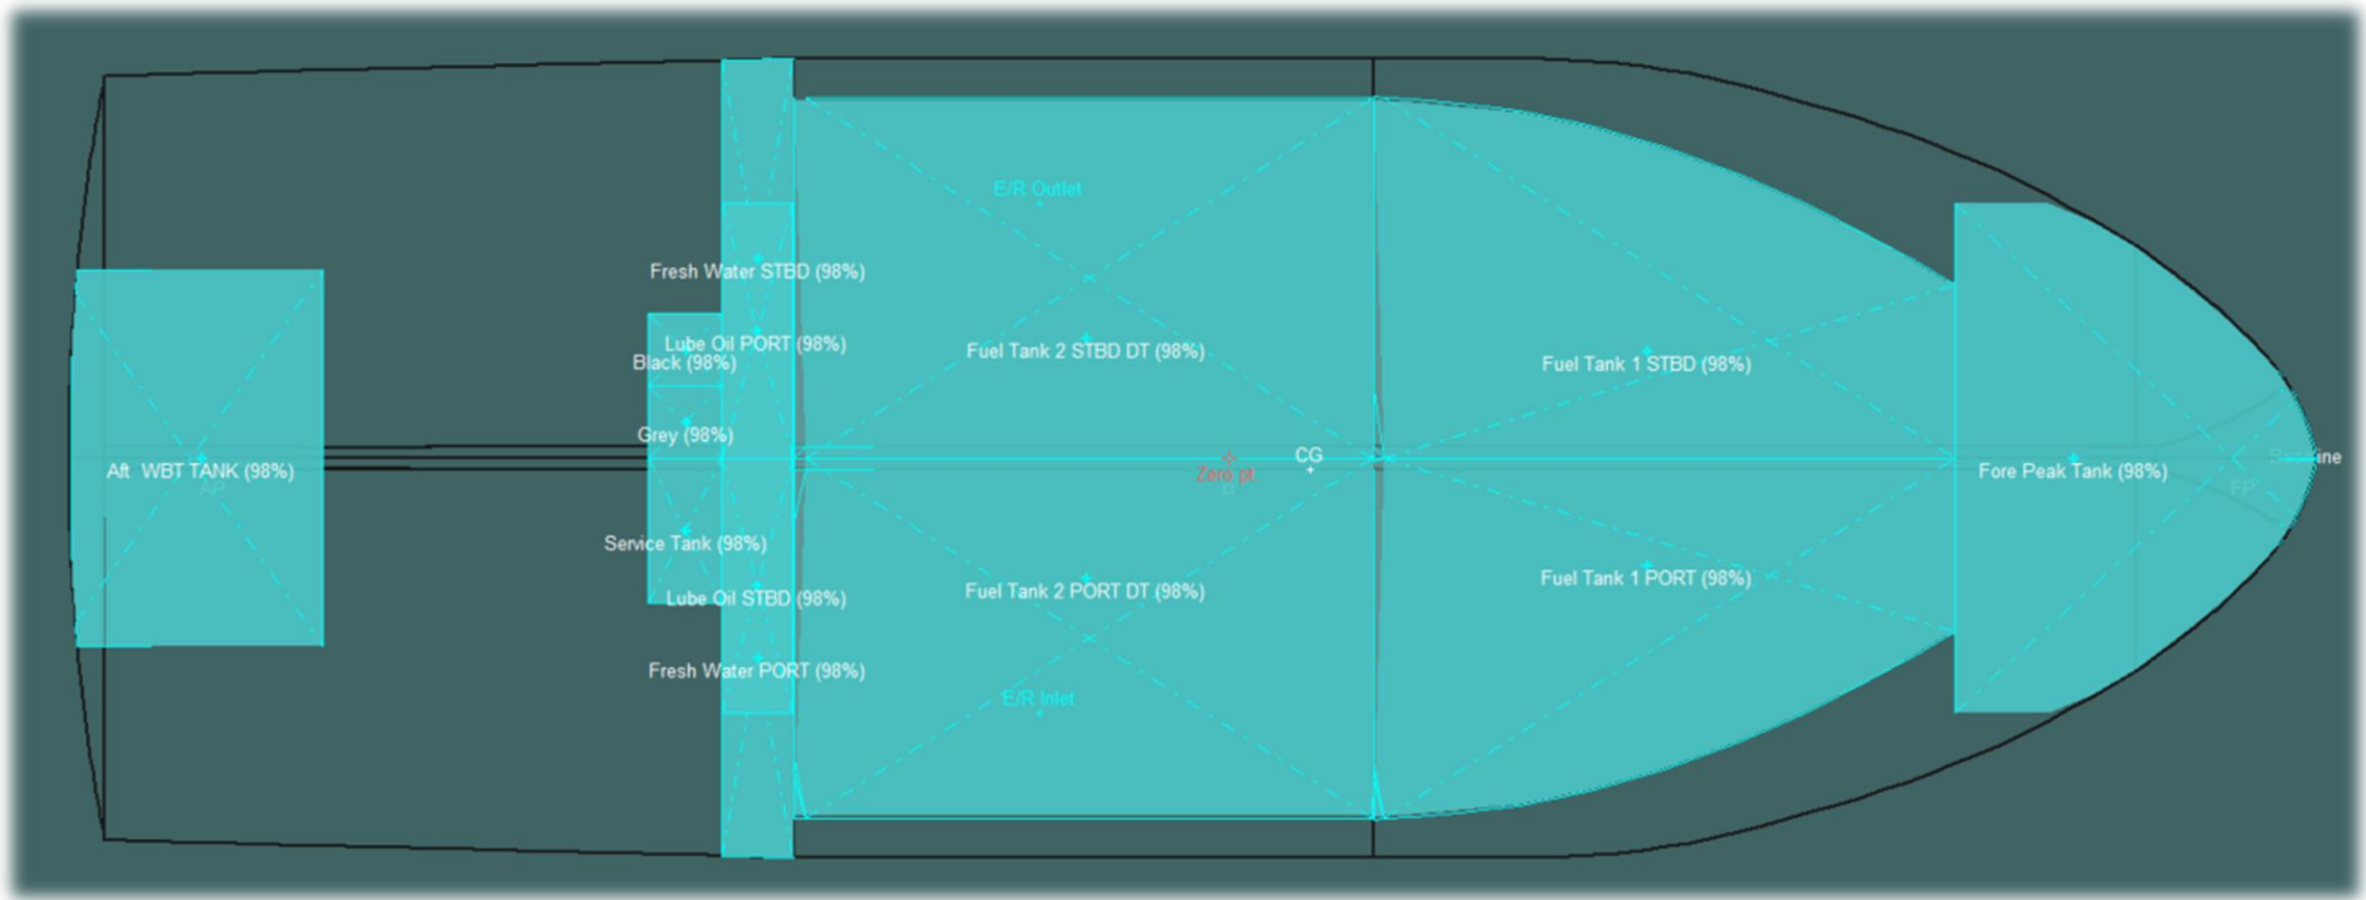 E/R Outlet
Fresh Water STBD (98%)
Lube Oil PORT (98%)
Black (98%)
Fuel Tank 2 STBD DT (98%)
Fuel Tank 1 STBD (98%)
Grey (98%)
CG
Zero pt
Aft WBT TANK (98%)
AP
Fore Peak Tank (98%)
FP
Service Tank (98%)
Lube Oil STBD (98%)
Fuel Tank 2 PORT DT (98%)
Fuel Tank 1 PORT (98%)
Fresh Water PORT (98%)
E/R Inlet